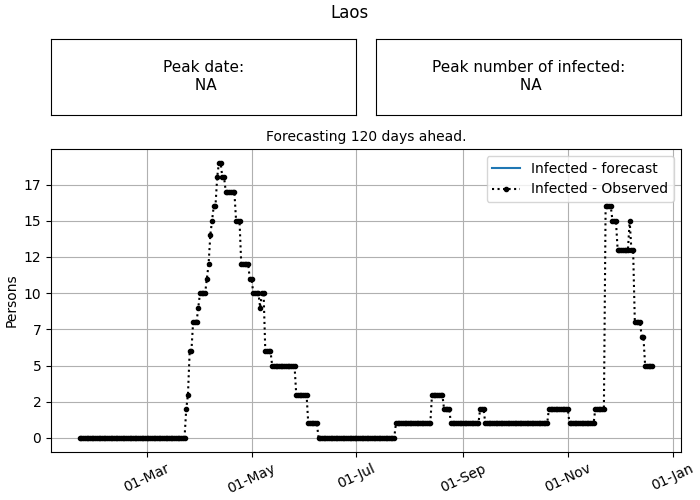 Laos
Peak date:
NA
Peak number of infected:
NA
Forecasting 120 days ahead.
Infected - forecast
Infected - Observed
Persons
17
15
12
10
7
5
2
0
01-Mar
01-May
01-Jul
01-Sep
01-Nov
01-Jan